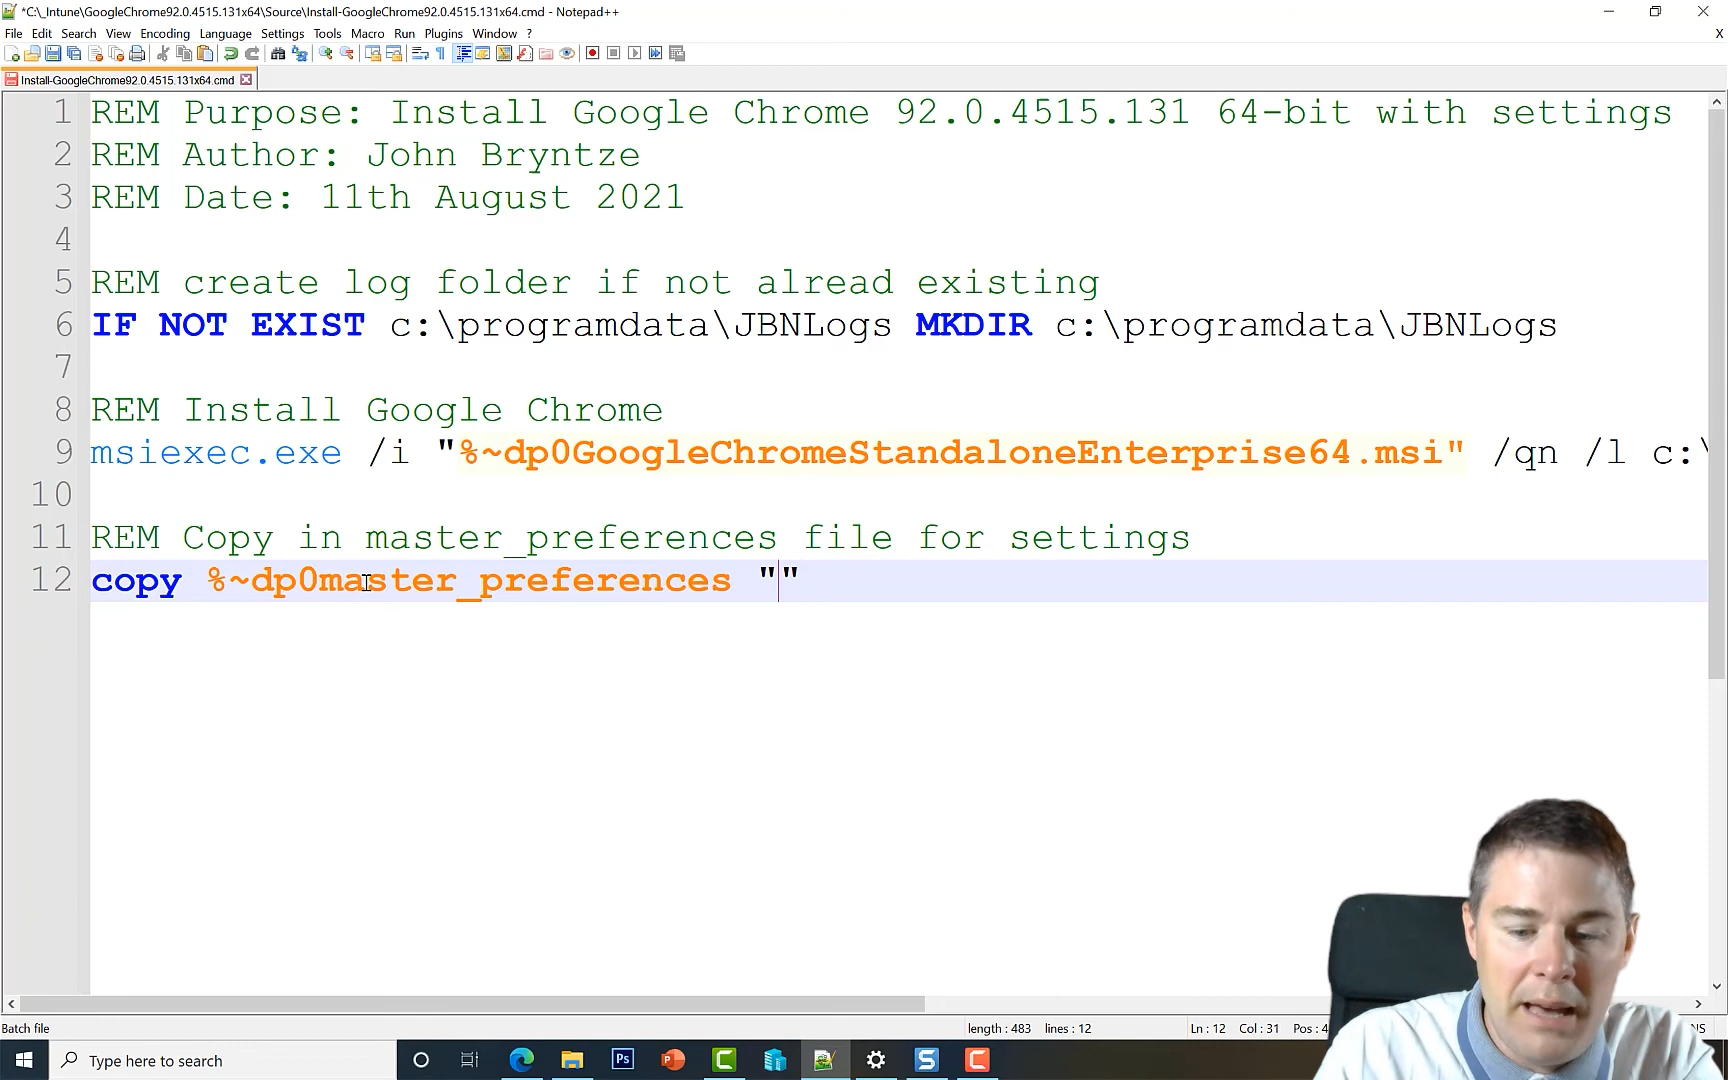 *C:\_Intune\GoogleChrome92.0.4515.131x64\Source\Install-GoogleChrome92.0.4515.131x64.cmd - Notepad++
File Edit Search View Encoding Language Settings Tools Macro Run Plugins Window ? X
Install-GoogleChrome92.0.4515.131x64.cmd
1 REM Purpose: Install Google Chrome 92.0.4515.131 64-bit with settings
2 REM Author: John Bryntze
3 REM Date: 11th August 2021
4
5 REM create log folder if not alread existing
6 IF NOT EXIST c:\programdata\JBNLogs MKDIR c:\programdata\JBNLogs
7
8 REM Install Google Chrome
9 msiexec.exe /i "%~dp0GoogleChromeStandaloneEnterprise64.msi" /qn /l c:\
10
11 REM Copy in master_preferences file for settings
12 copy %~dp0master_preferences ""
Batch file length : 483 lines : 12 Ln : 12 Col : 31 Pos : 4 NS
Type here to search Ps P C S C